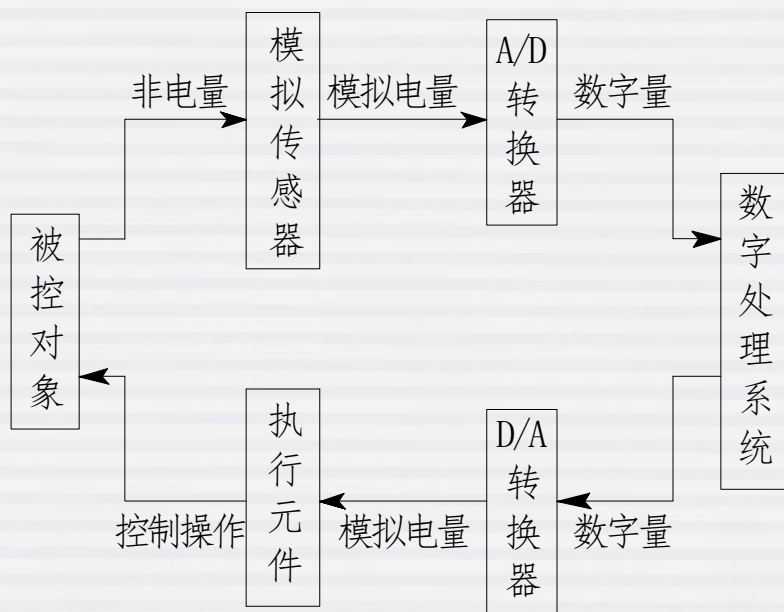 非电量
模拟传感器
模拟电量
A/D
转换器
数字量
被控对象
数字处理系统
控制操作
执行元件
模拟电量
D/A
转换器
数字量